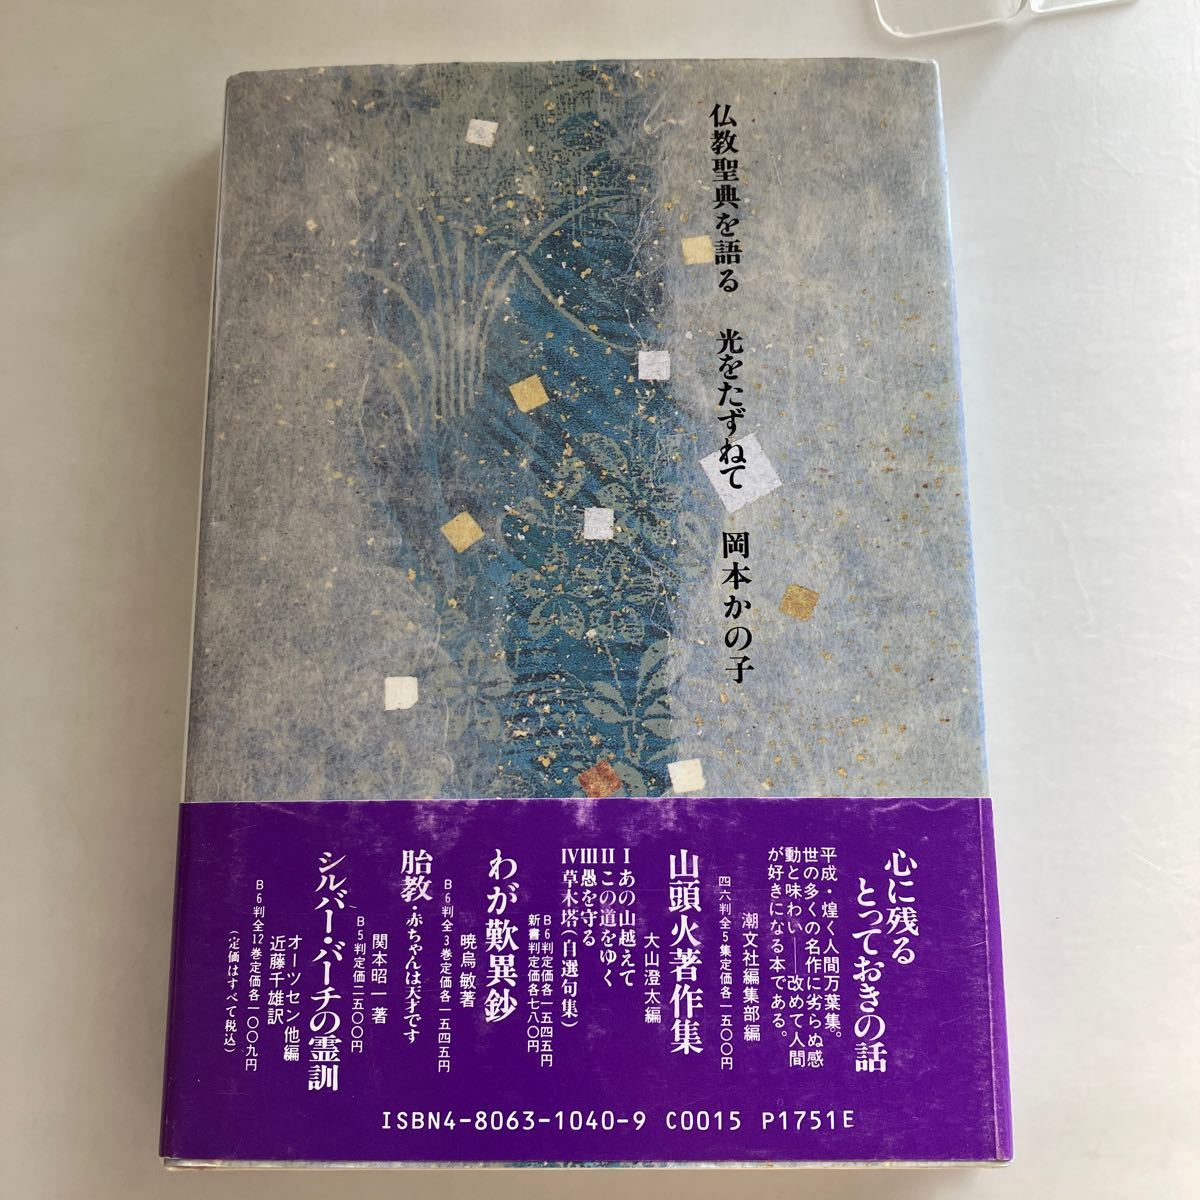 仏教聖典を語る　光をたずねて　岡本かの子
心に残る
とっておきの話
平成・煌く人間万葉集。
世の多くの名作に劣らぬ感
動と味わい――改めて人間
が好きになる本である。
潮文社編集部編
四六判全5集定価各一五〇〇円
山頭火著作集
大山澄太編
Ⅰあの山越えて
Ⅱこの道をゆく
Ⅲ愚を守る
Ⅳ草木塔(自選句集)
B6判定価各一五四五円
新書判定価各七八〇円
わが歎異鈔
暁烏敏著
B6判全3巻定価各一五四五円
胎教・赤ちゃんは天才です
関本昭一著
B5判定価二五〇〇円
シルバー・バーチの霊訓
オーツセン他編
近藤千雄訳
B6判全12巻定価各一〇〇九円
(定価はすべて税込)
ISBN4-8063-1040-9 C0015 P1751E